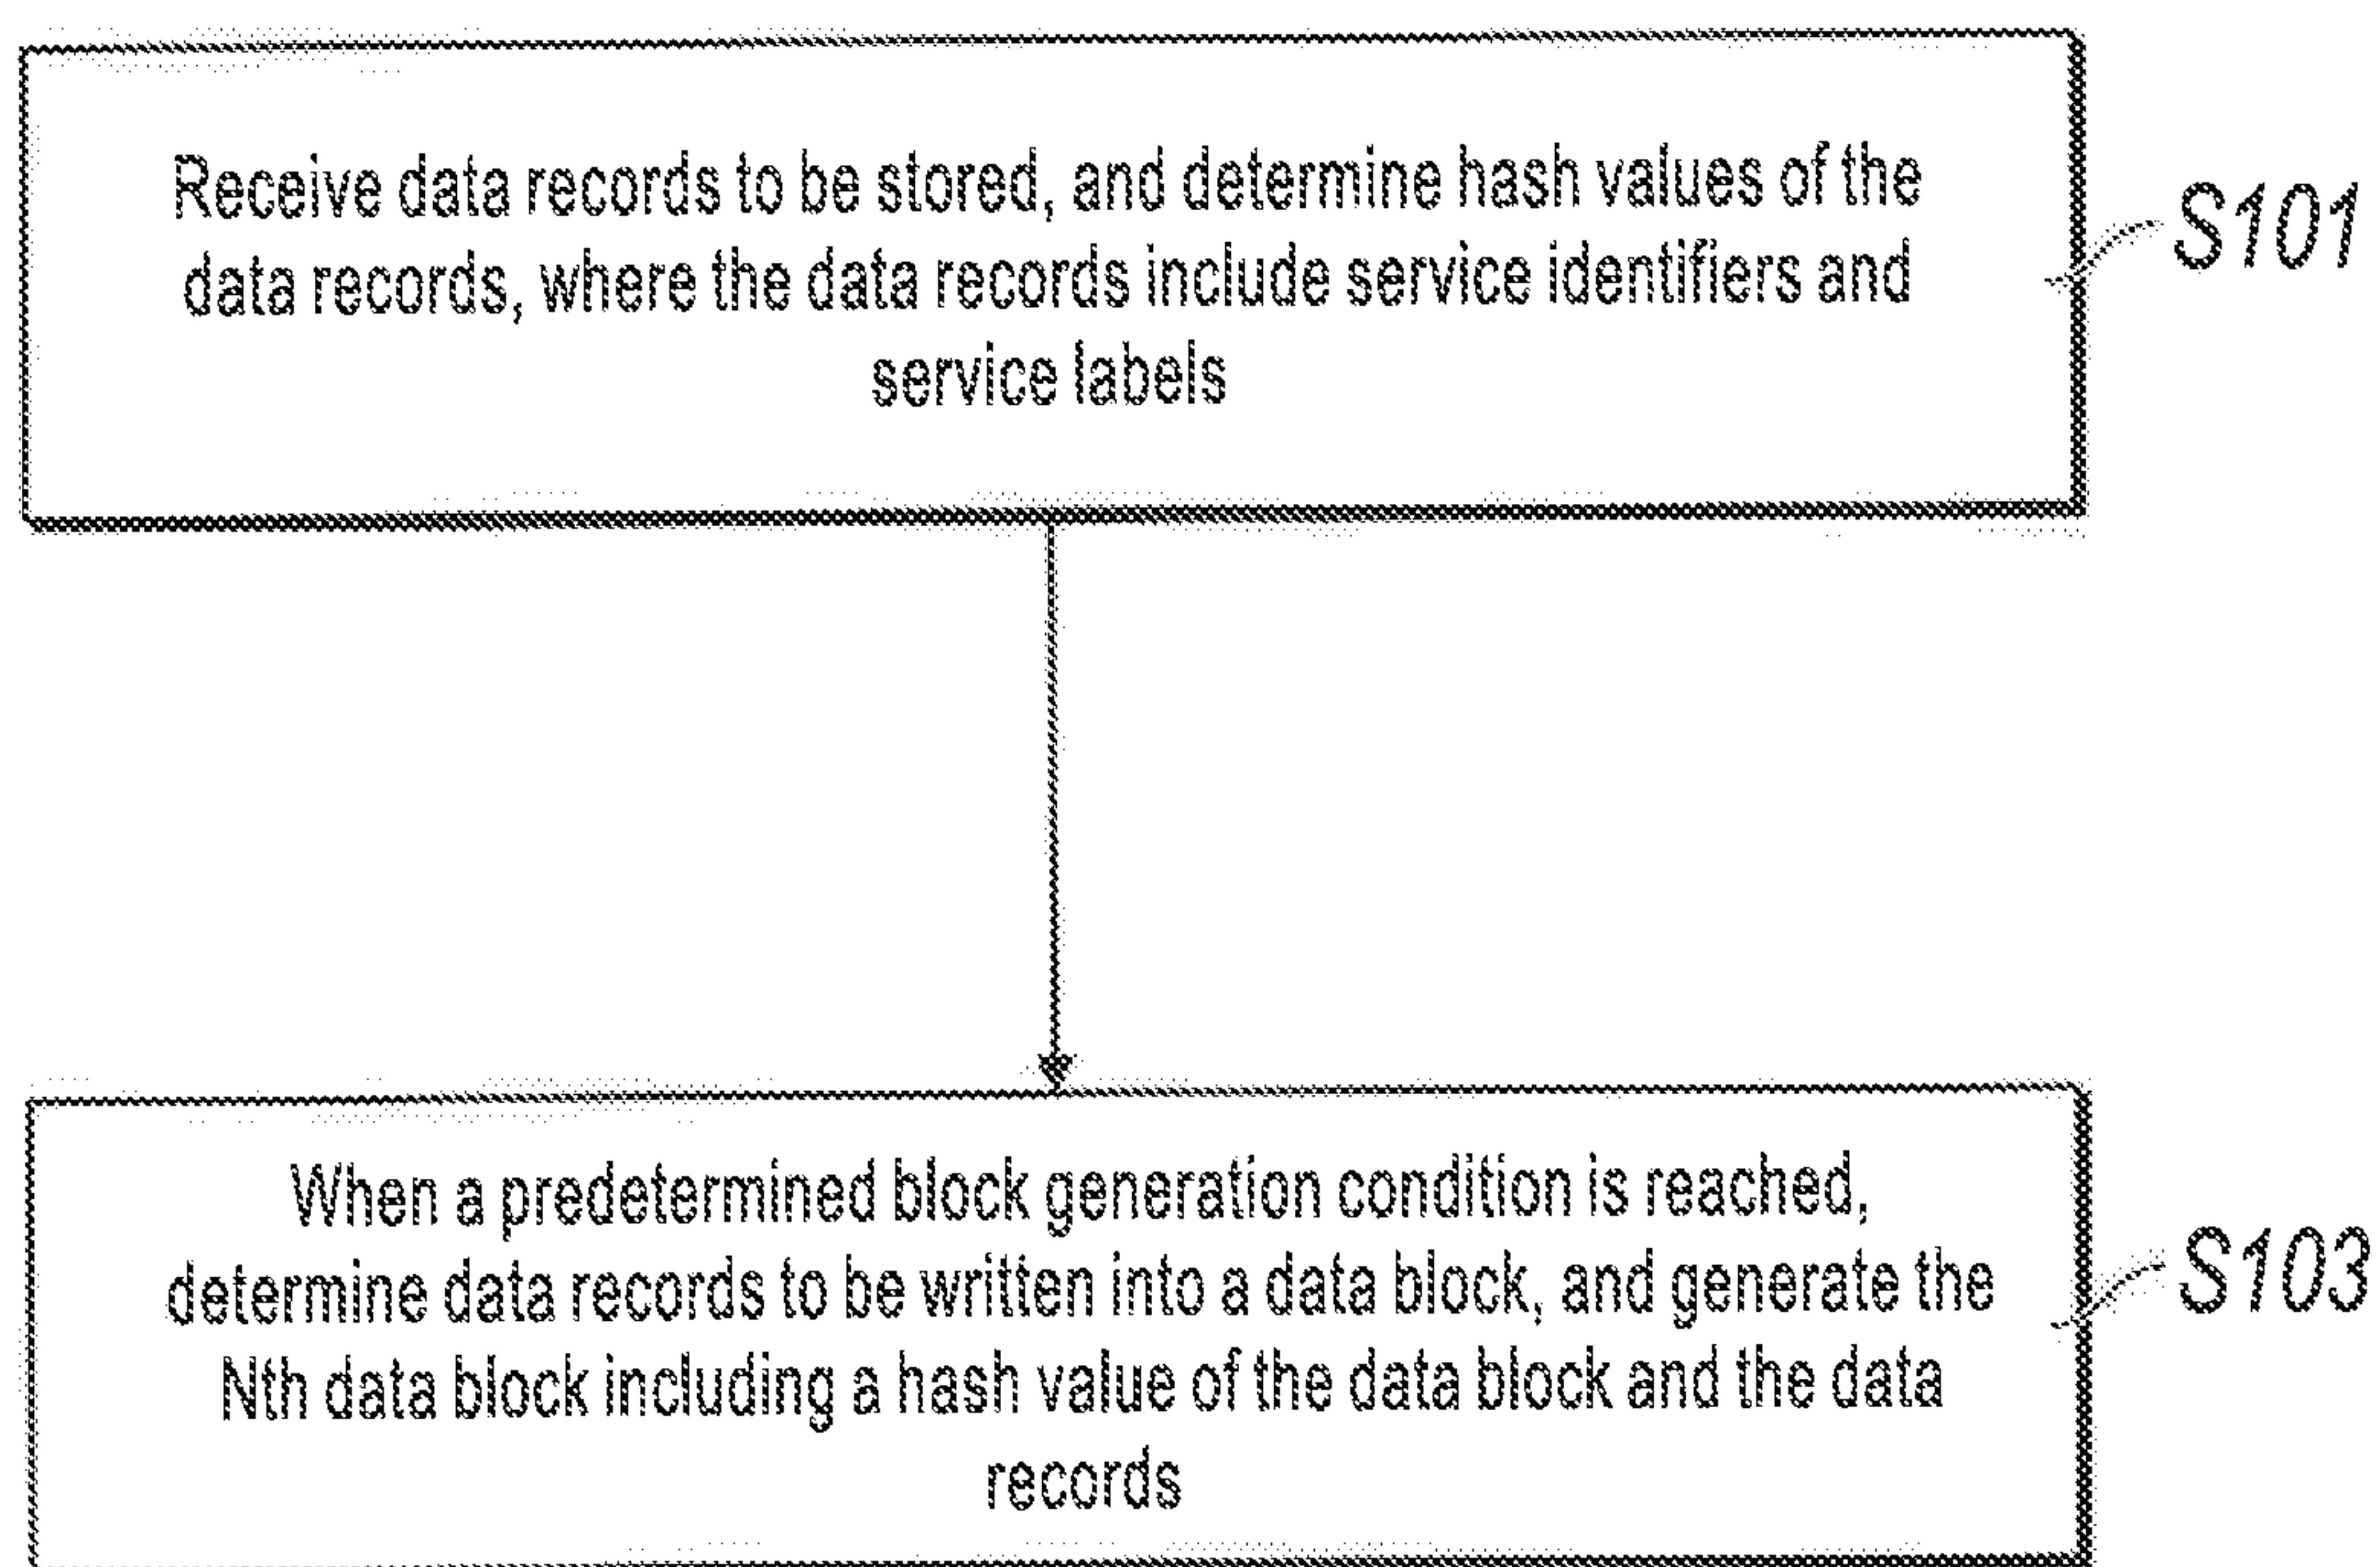 Receive data records to be stored, and determine hash values of the
data records, where the data records include service identifiers and
service labels
S101
When a predetermined block generation condition is reached,
determine data records to be written into a data block, and generate the
Nth data block including a hash value of the data block and the data
records
S103